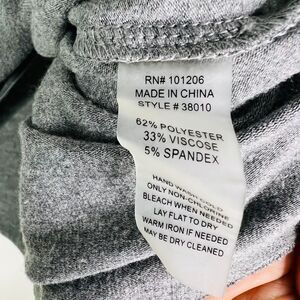 RN# 101206
MADE IN CHINA
STYLE # 38010
62% POLYESTER
33% VISCOSE
5% SPANDEX
HAND WASH COLD
ONLY NON-CHLORINE
BLEACH WHEN NEEDED
LAY FLAT TO DRY
WARM IRON IF NEEDED
MAY BE DRY CLEANED